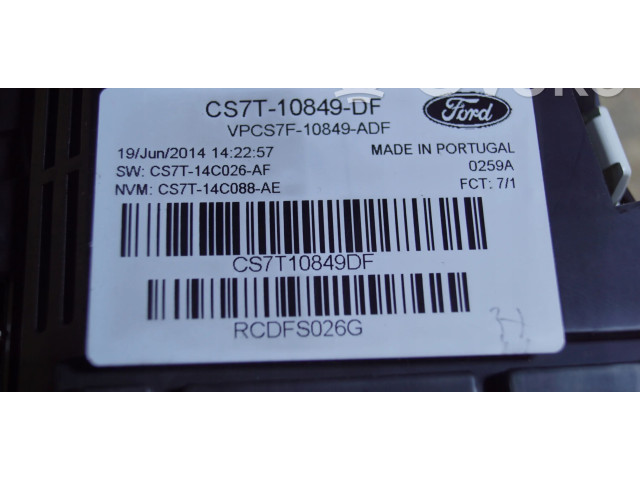 CS7T-10849-DF
Ford
VPCS7F-10849-ADF
19/Jun/2014 14:22:57
MADE IN PORTUGAL
SW: CS7T-14C026-AF
0259A
NVM: CS7T-14C088-AE
FCT: 7/1
CS7T10849DF
RCDFS026G